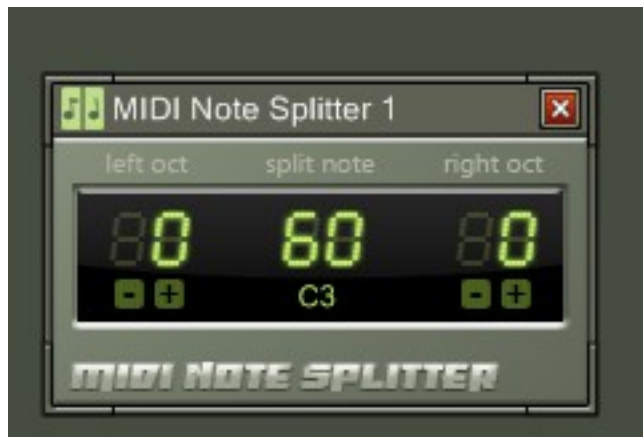 MIDI Note Splitter 1
left oct split note right oct
0 60 0
- + C3 - +
MIDI NOTE SPLITTER